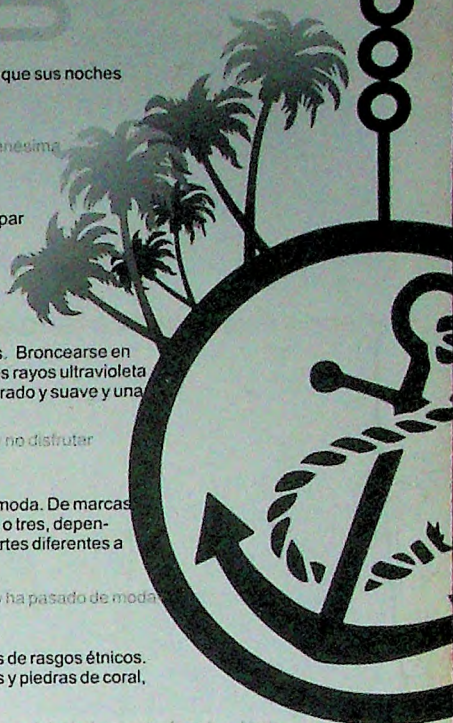 que sus noches
enésima
par
s. Broncearse en
s rayos ultravioleta
rado y suave y una
no disfrutar
moda. De marcas
o tres, depen-
rtes diferentes a
ha pasado de moda
s de rasgos étnicos.
s y piedras de coral,